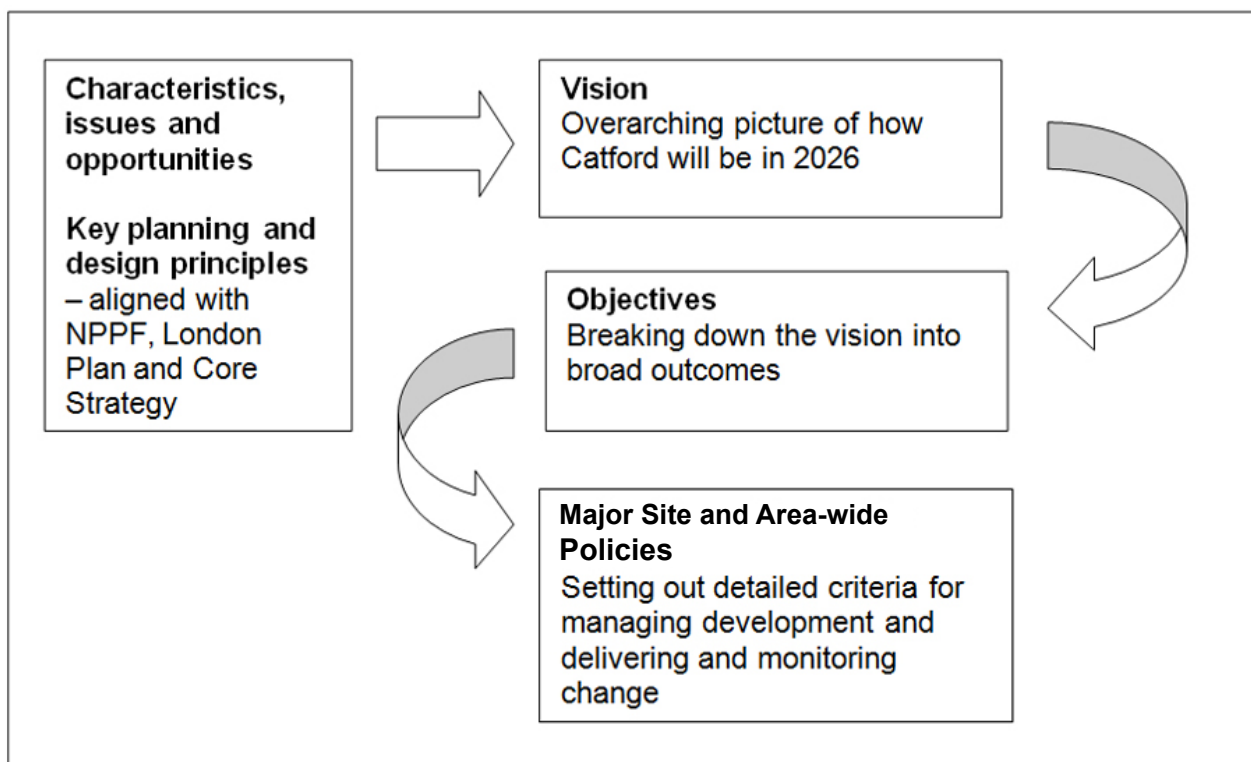 Characteristics,
issues and
opportunities
Key planning and
design principles
– aligned with
NPPF, London
Plan and Core
Strategy
Vision
Overarching picture of how
Catford will be in 2026
Objectives
Breaking down the vision into
broad outcomes
Major Site and Area-wide
Policies
Setting out detailed criteria for
managing development and
delivering and monitoring
change